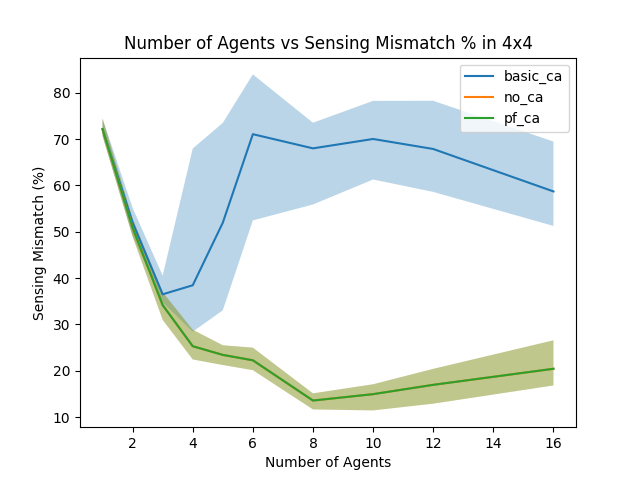 Number of Agents vs Sensing Mismatch % in 4x4
basic_ca
no_ca
pf_ca
Sensing Mismatch (%)
80
70
60
50
40
30
20
10
2 4 6 8 10 12 14 16
Number of Agents